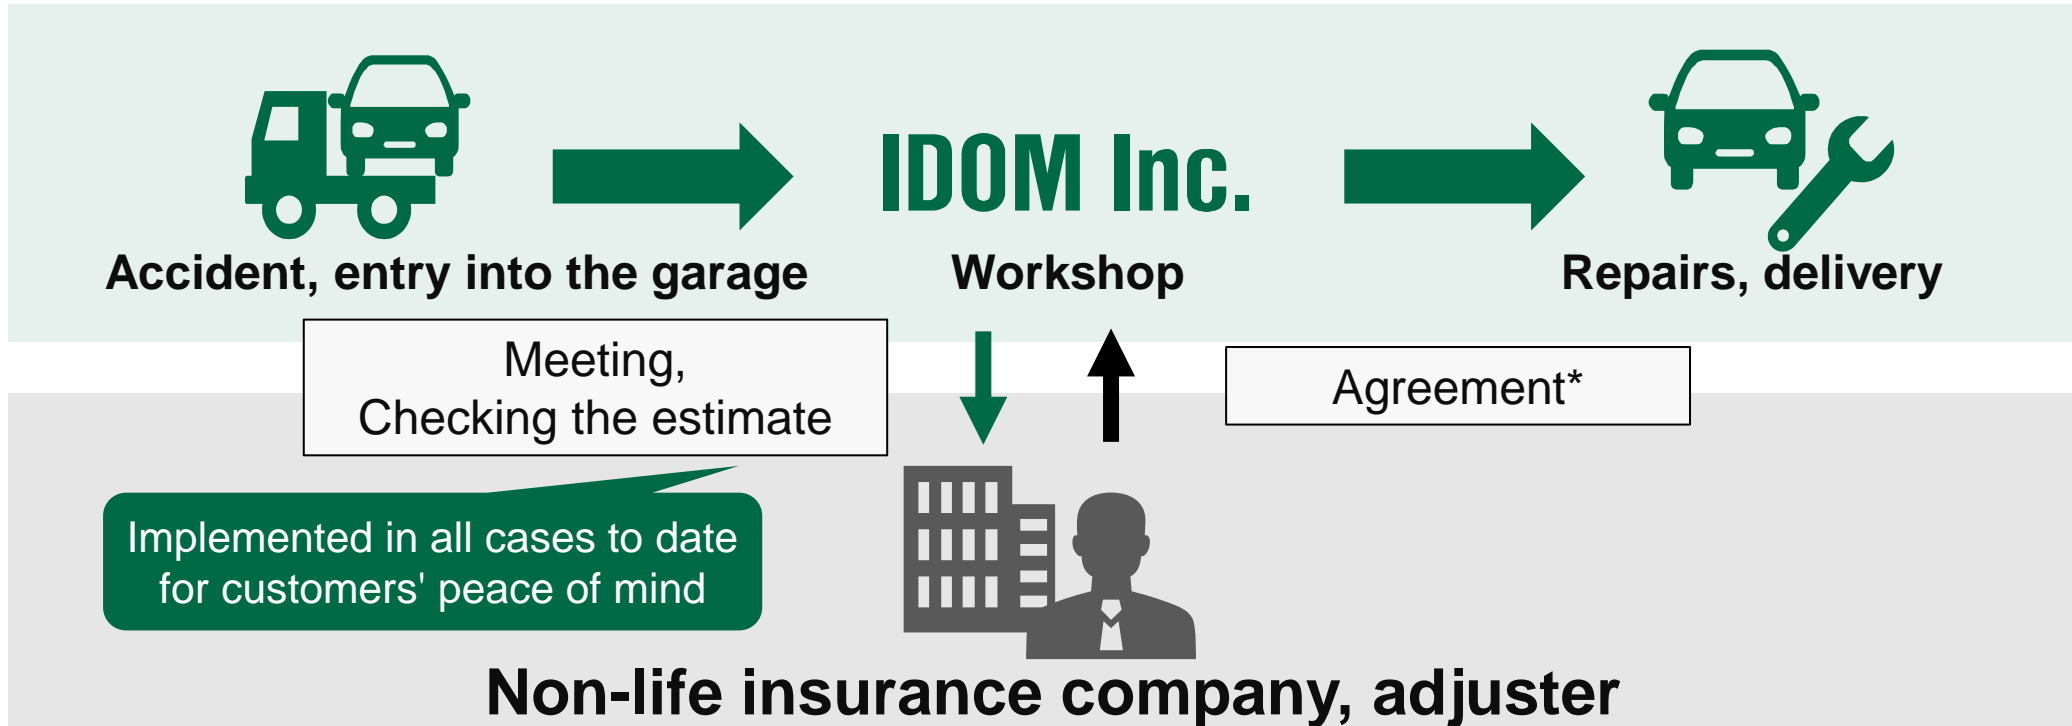 IDOM Inc.
Accident, entry into the garage
Workshop
Repairs, delivery
Meeting,
Checking the estimate
Agreement*
Implemented in all cases to date
for customers' peace of mind
Non-life insurance company, adjuster